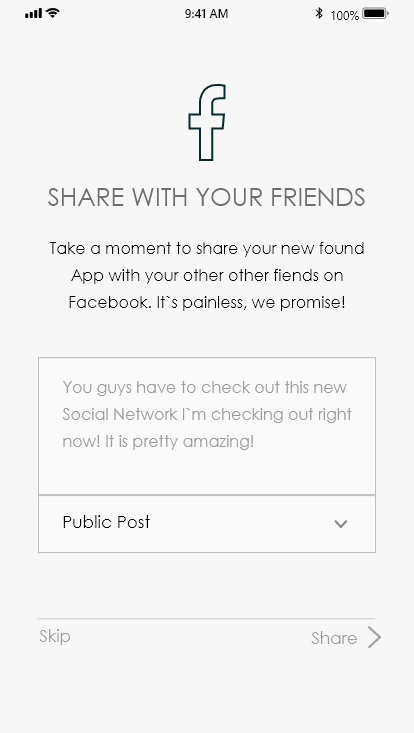 9:41 AM 100%
f
SHARE WITH YOUR FRIENDS
Take a moment to share your new found
App with your other other fiends on
Facebook. It`s painless, we promise!
You guys have to check out this new
Social Network I`m checking out right
now! It is pretty amazing!
Public Post
Skip
Share